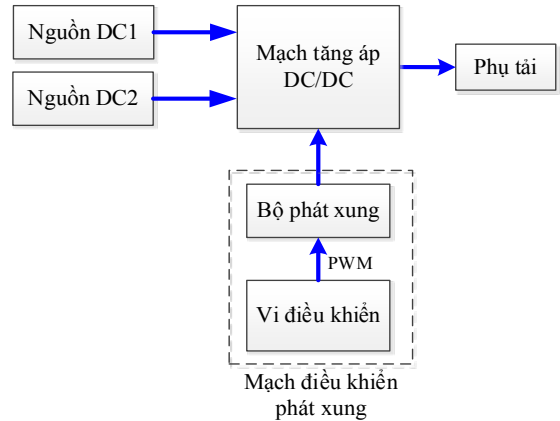 Nguồn DC1
Nguồn DC2
Mạch tăng áp
DC/DC
Phụ tải
Bộ phát xung
PWM
Vi điều khiển
Mạch điều khiển
phát xung